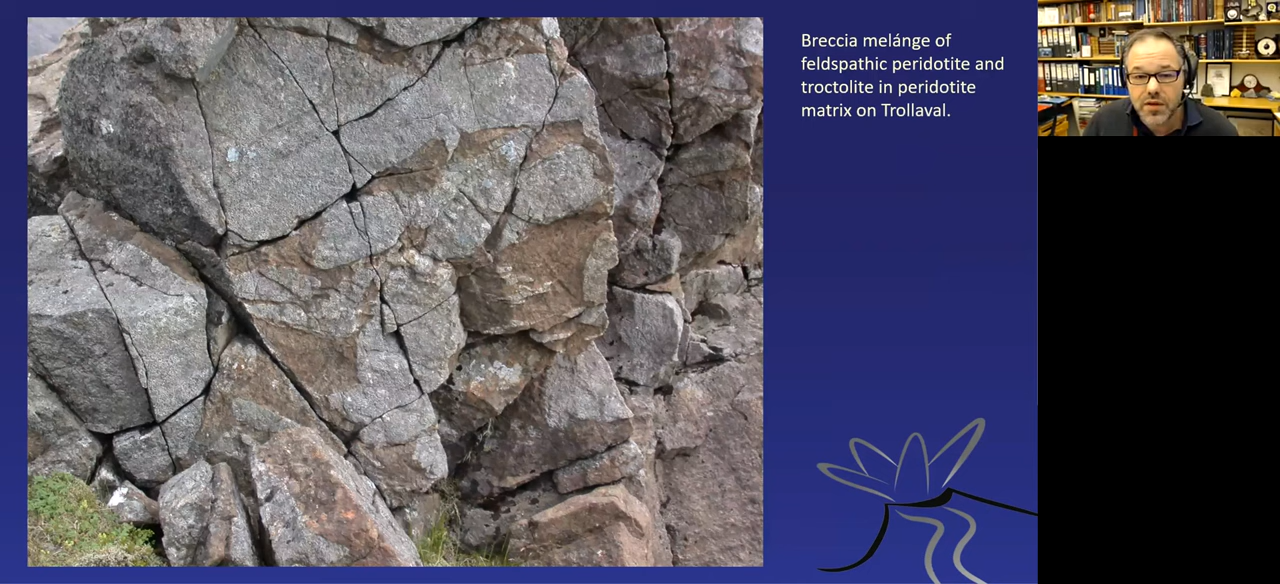 Breccia melánge of
feldspathic peridotite and
troctolite in peridotite
matrix on Trollaval.